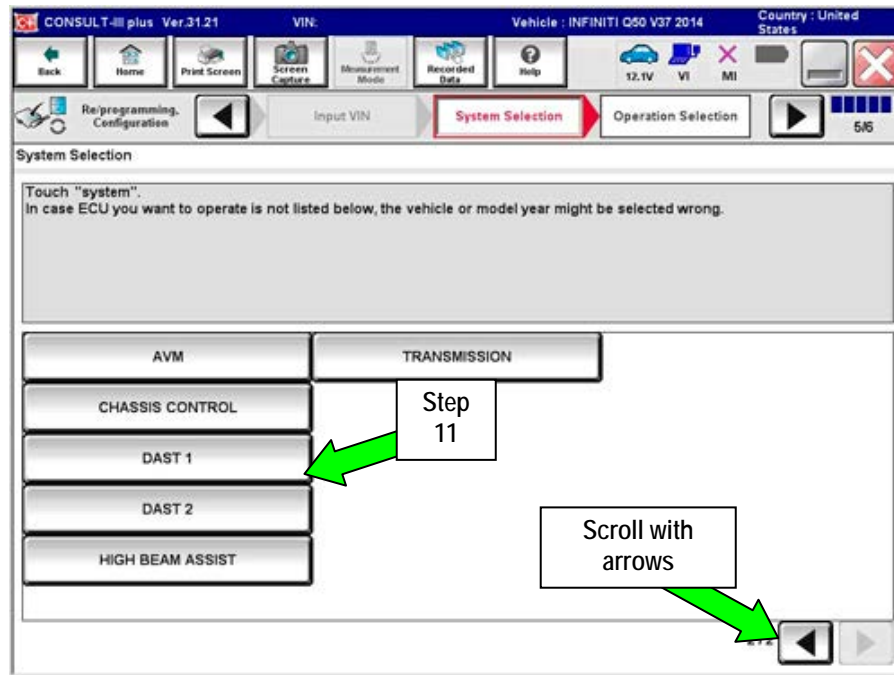 CONSULT-III plus Ver.31.21 VIN: Vehicle : INFINITI Q50 V37 2014 Country : United States
Back Home Print Screen Screen Capture Measurement Mode Recorded Data Help 12.1V VI MI
Re/programming, Configuration Input VIN System Selection Operation Selection 5/6
System Selection
Touch "system".
In case ECU you want to operate is not listed below, the vehicle or model year might be selected wrong.
AVM TRANSMISSION
CHASSIS CONTROL
Step
11
DAST 1
DAST 2
HIGH BEAM ASSIST
Scroll with
arrows